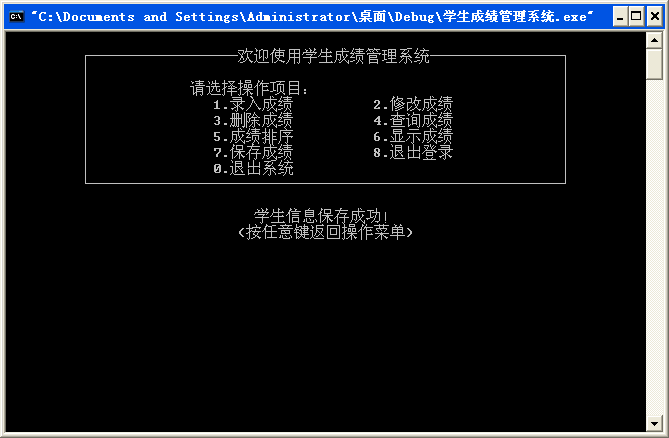 "C:\Documents and Settings\Administrator\桌面\Debug\学生成绩管理系统.exe"
欢迎使用学生成绩管理系统
请选择操作项目:
1.录入成绩 2.修改成绩
3.删除成绩 4.查询成绩
5.成绩排序 6.显示成绩
7.保存成绩 8.退出登录
0.退出系统
学生信息保存成功!
(按任意键返回操作菜单)